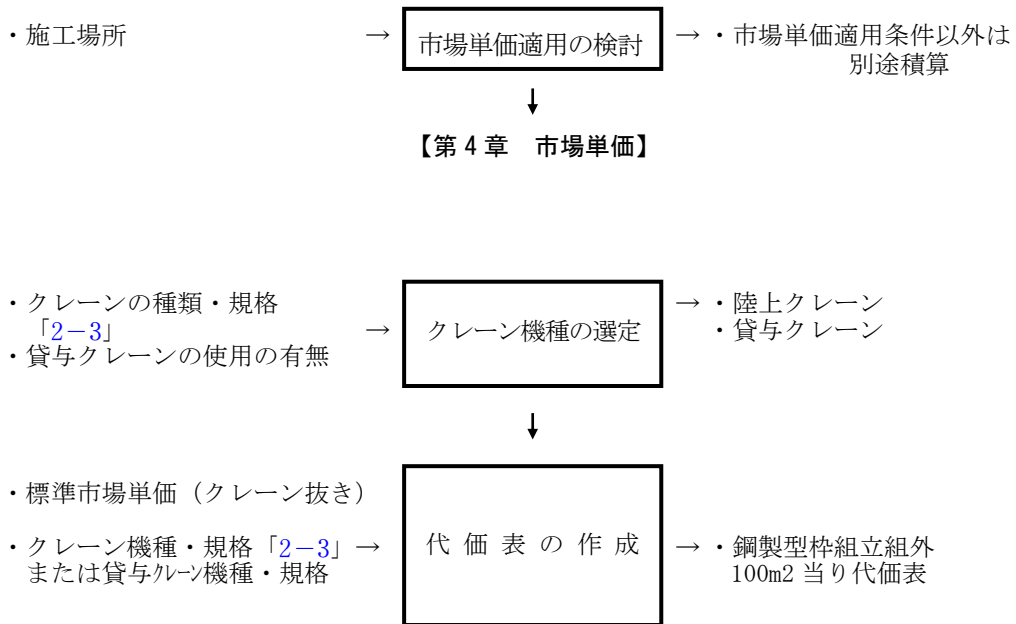 ・施工場所 → 市場単価適用の検討 → ・市場単価適用条件以外は
別途積算
↓
【第4章　市場単価】
・クレーンの種類・規格
「2－3」
・貸与クレーンの使用の有無
→ クレーン機種の選定 → ・陸上クレーン
・貸与クレーン
↓
・標準市場単価（クレーン抜き）
・クレーン機種・規格「2－3」→
または貸与ｸﾚｰﾝ機種・規格
代 価 表 の 作 成 → ・鋼製型枠組立組外
100m2 当り代価表